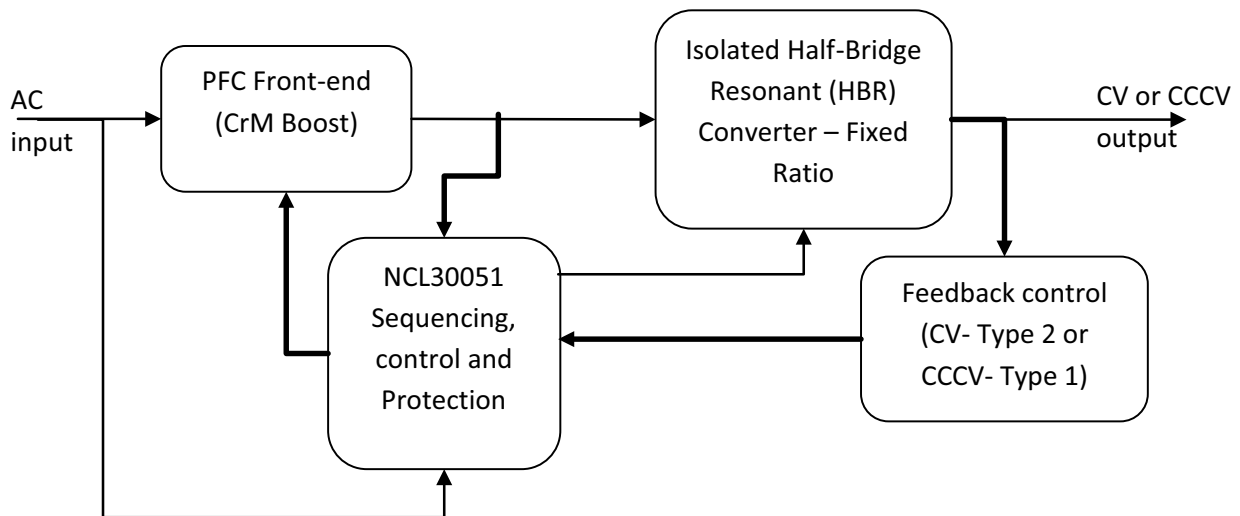 AC
input
PFC Front-end
(CrM Boost)
Isolated Half-Bridge
Resonant (HBR)
Converter – Fixed
Ratio
CV or CCCV
output
NCL30051
Sequencing,
control and
Protection
Feedback control
(CV- Type 2 or
CCCV- Type 1)